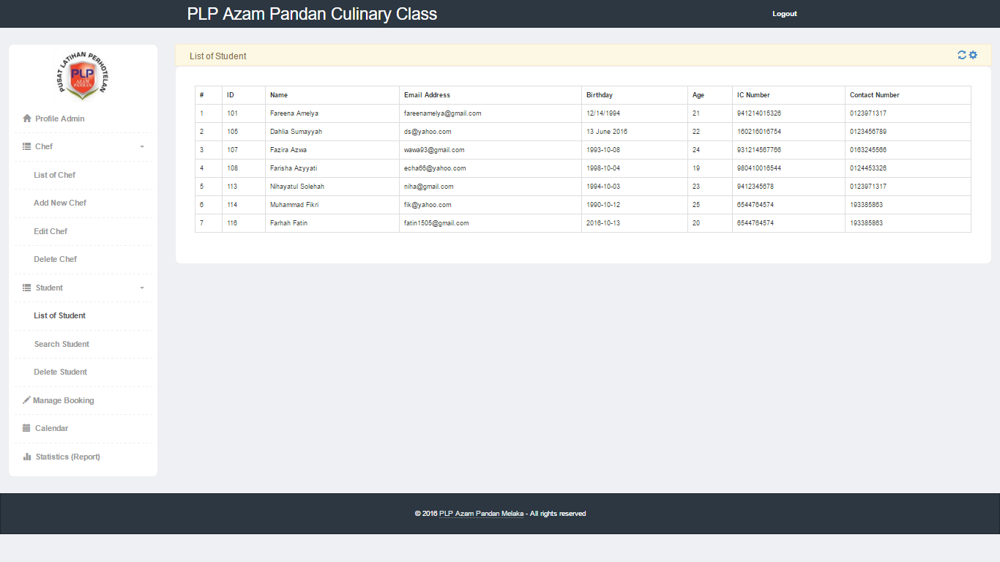 PLP Azam Pandan Culinary Class
Logout
PUSAT LATIHAN PERHOTELAN
PLP
AZAM
PANDAN
Profile Admin
Chef
List of Chef
Add New Chef
Edit Chef
Delete Chef
Student
List of Student
Search Student
Delete Student
Manage Booking
Calendar
Statistics (Report)
List of Student
# ID Name Email Address Birthday Age IC Number Contact Number
1 101 Fareena Amelya fareenamelya@gmail.com 12/14/1994 21 941214015326 0123971317
2 105 Dahlia Sumayyah ds@yahoo.com 13 June 2016 22 160216016754 0123456789
3 107 Fazira Azwa wawa93@gmail.com 1993-10-08 24 931214567766 0163245566
4 108 Farisha Azyyati echa66@yahoo.com 1998-10-04 19 980410016544 0124453326
5 113 Nihayatul Solehah niha@gmail.com 1994-10-03 23 9412345678 0123971317
6 114 Muhammad Fikri fik@yahoo.com 1990-10-12 25 6544764574 193385863
7 116 Farhah Fatin fatin1505@gmail.com 2016-10-13 20 6544764574 193385863
© 2016 PLP Azam Pandan Melaka - All rights reserved